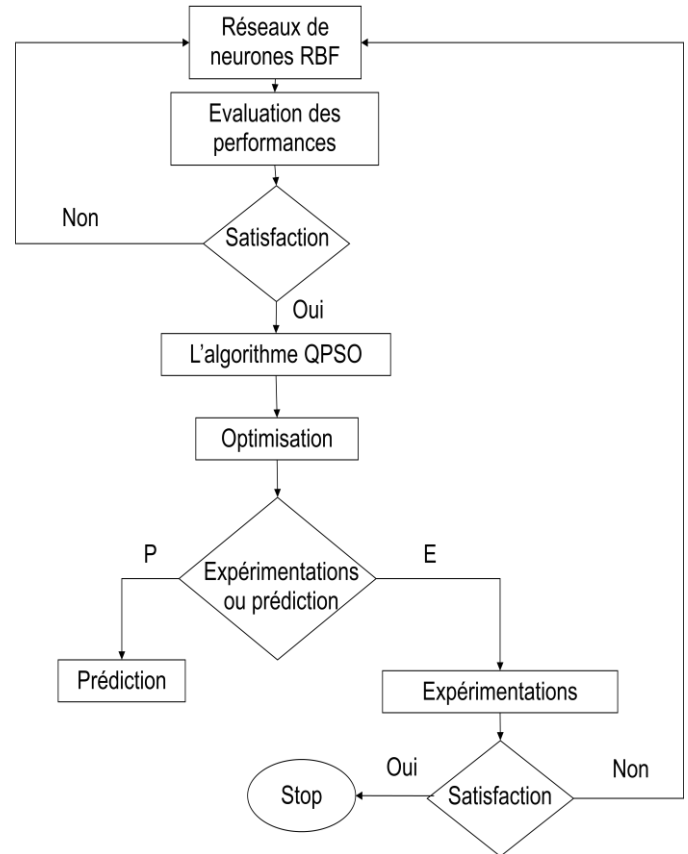 Réseaux de
neurones RBF
Evaluation des
performances
Non
Satisfaction
Oui
L'algorithme QPSO
Optimisation
P
E
Expérimentations
ou prédiction
Prédiction
Expérimentations
Oui
Non
Stop
Satisfaction